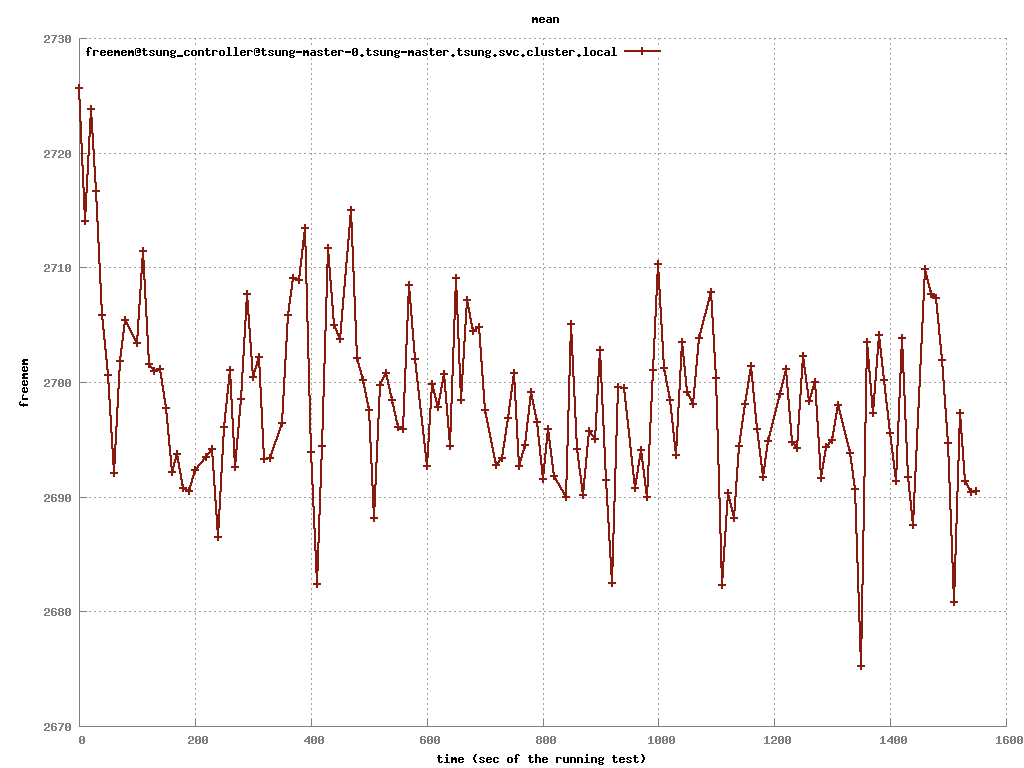 mean
2730
freemem@tsung_controller@tsung-master-0.tsung-master.tsung.svc.cluster.local
2720
2710
2700
freemem
2690
2680
2670
0 200 400 600 800 1000 1200 1400 1600
time (sec of the running test)